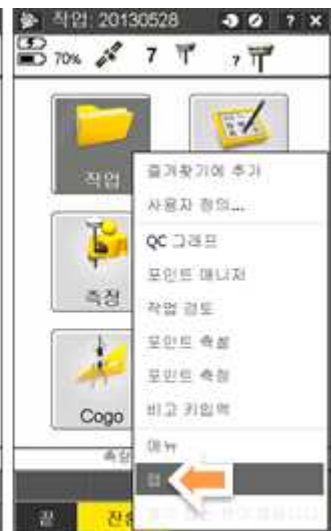 작업: 20130528
? X
70% 7 ?
작업
즐겨찾기에 추가
사용자 정의...
측정
QC 그래프
포인트 매니저
작업 검토
포인트 측설
포인트 측정
Cogo
비고 키입력
측량
메뉴
맵
끝